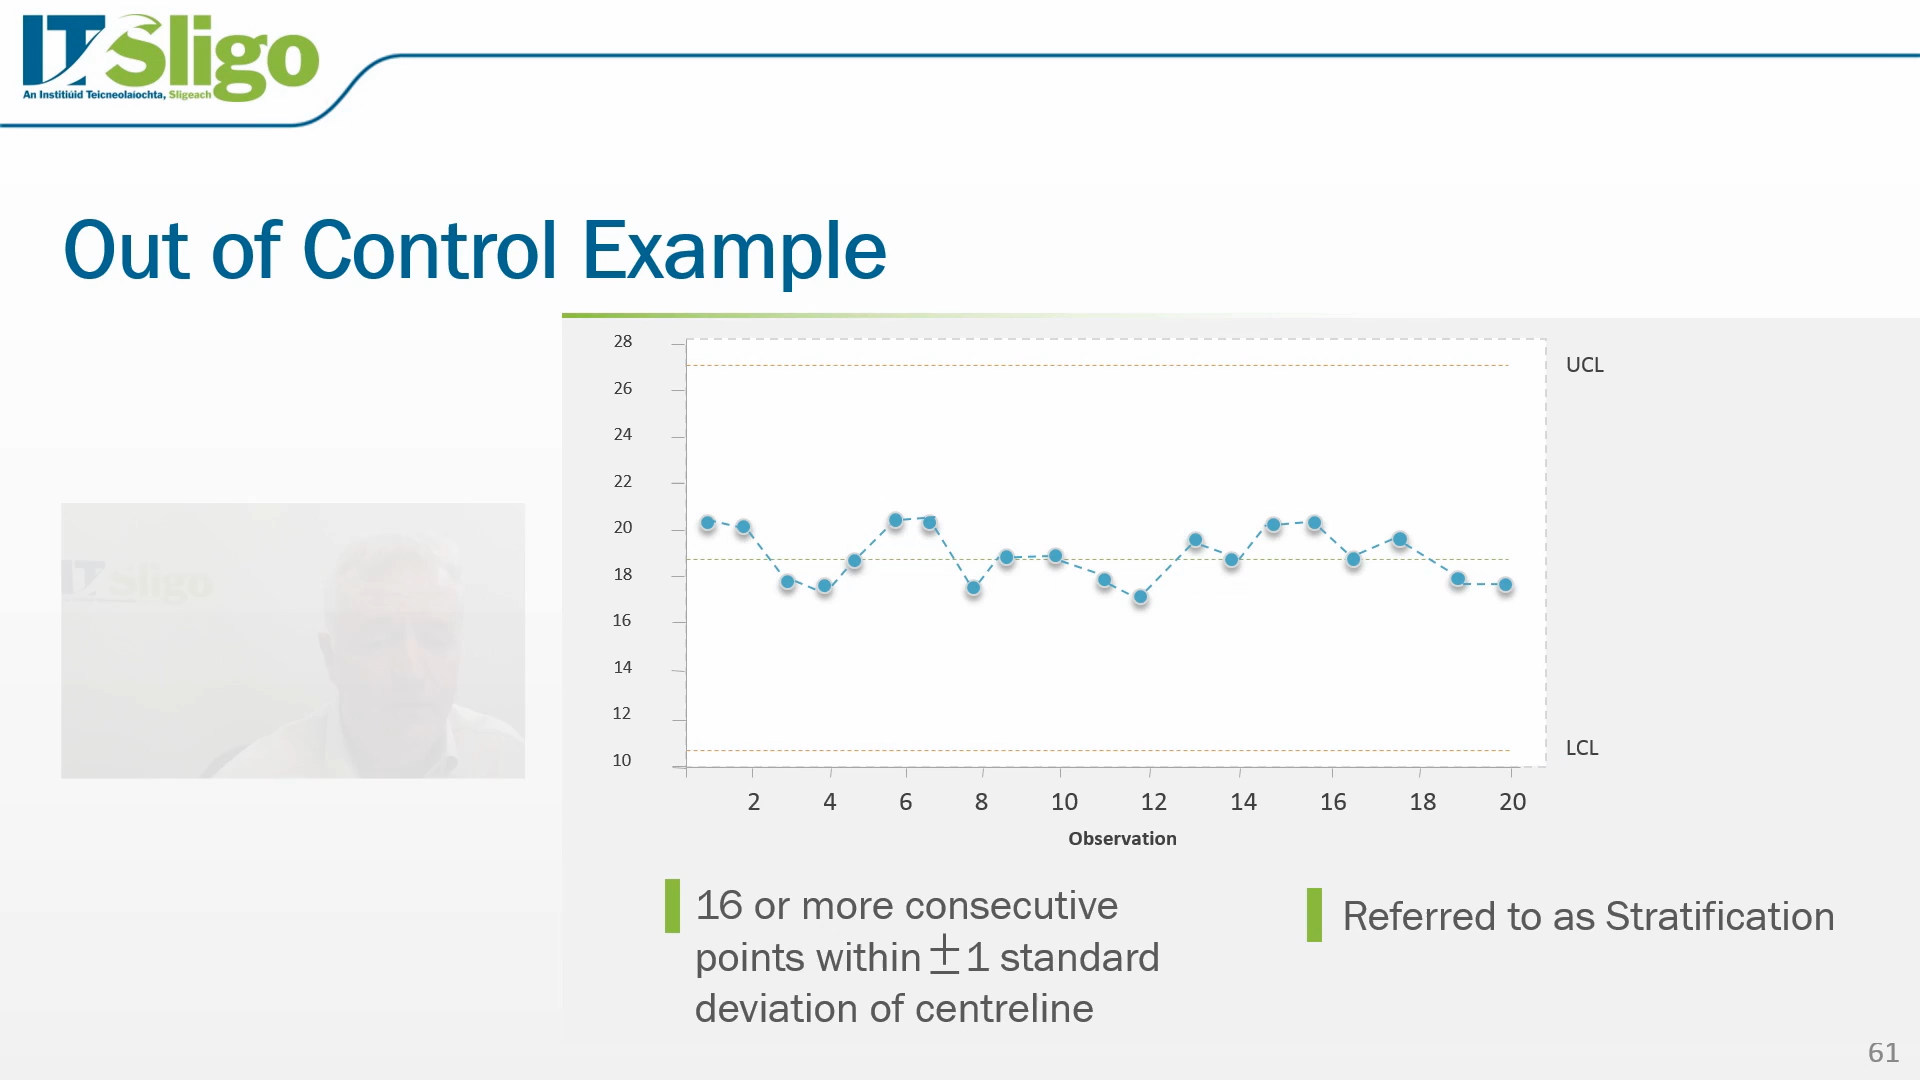 IT Sligo
An Institiúid Teicneolaíochta, Sligeach
Out of Control Example
28
26
24
22
20
18
16
14
12
10
UCL
LCL
2 4 6 8 10 12 14 16 18 20
Observation
16 or more consecutive
points within ± 1 standard
deviation of centreline
Referred to as Stratification
IT Sligo
61